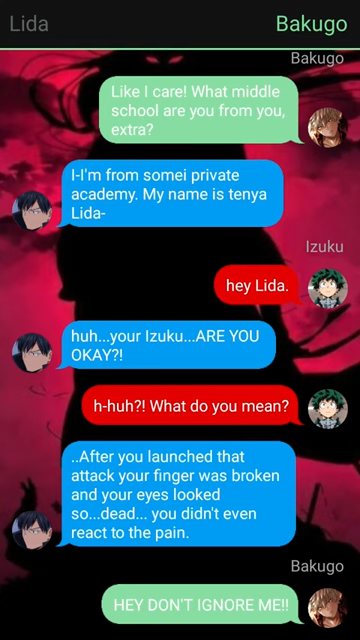 Lida
Bakugo
Bakugo
Like I care! What middle
school are you from you,
extra?
I-I'm from somei private
academy. My name is tenya
Lida-
Izuku
hey Lida.
huh...your Izuku...ARE YOU
OKAY?!
h-huh?! What do you mean?
..After you launched that
attack your finger was broken
and your eyes looked
so...dead... you didn't even
react to the pain.
Bakugo
HEY DON'T IGNORE ME!!